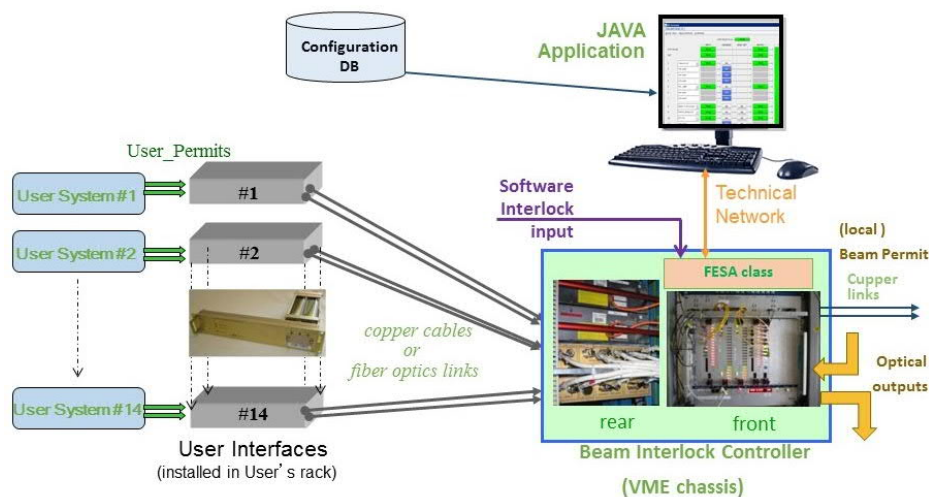 Configuration
DB
JAVA
Application
User_Permits
User System #1
#1
Software
Interlock
input
Technical
Network
(local )
Beam Permit
User System #2
#2
FESA class
Cupper
links
copper cables
or
fiber optics links
Optical
outputs
User System #14
#14
rear
front
User Interfaces
(installed in User's rack)
Beam Interlock Controller
(VME chassis)